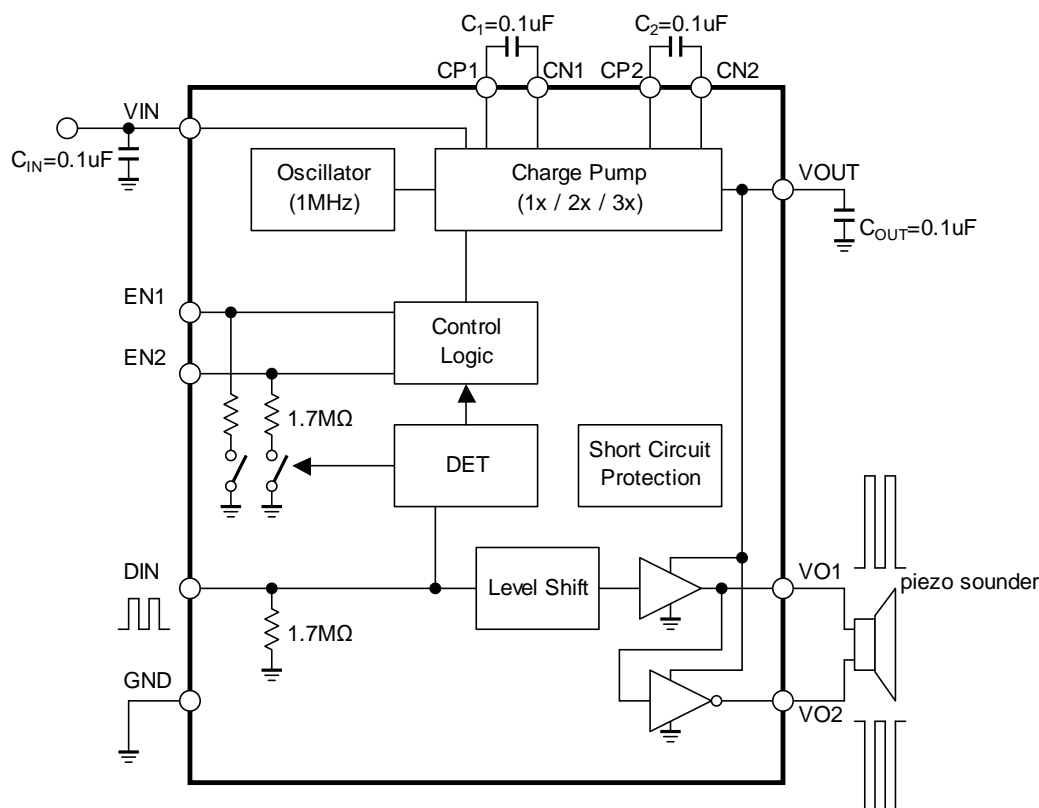 C1=0.1uF
C2=0.1uF
CP1
CN1
CP2
CN2
VIN
CIN=0.1uF
Oscillator
(1MHz)
Charge Pump
(1x / 2x / 3x)
VOUT
COUT=0.1uF
EN1
Control
Logic
EN2
1.7MΩ
DET
Short Circuit
Protection
DIN
Level Shift
VO1
piezo sounder
1.7MΩ
GND
VO2